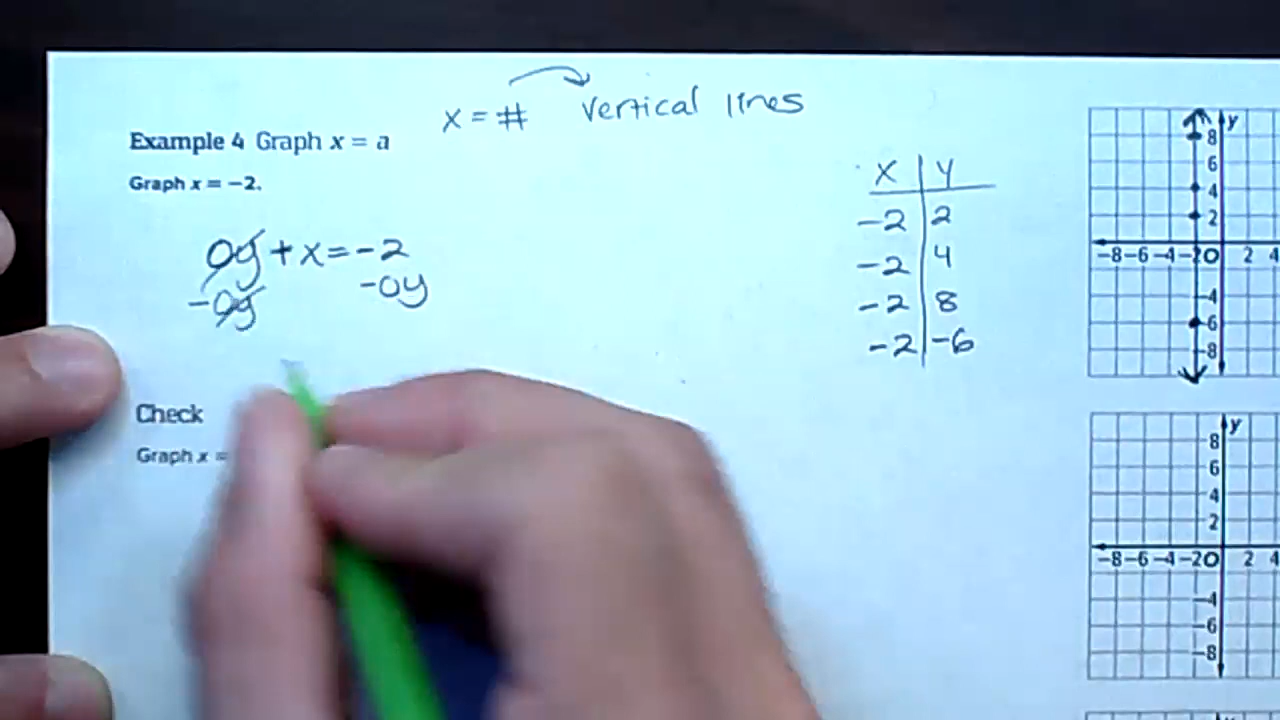 x = # vertical lines
Example 4 Graph x = a
Graph x = −2.
0y + x = −2
−0y −0y
x | y
−2 | 2
−2 | 4
−2 | 8
−2 | −6
y
8
6
4
2
−8 −6 −4 −2 O 2 4
−4
−6
−8
Check
Graph x =
y
8
6
4
2
−8 −6 −4 −2 O 2 4
−4
−6
−8